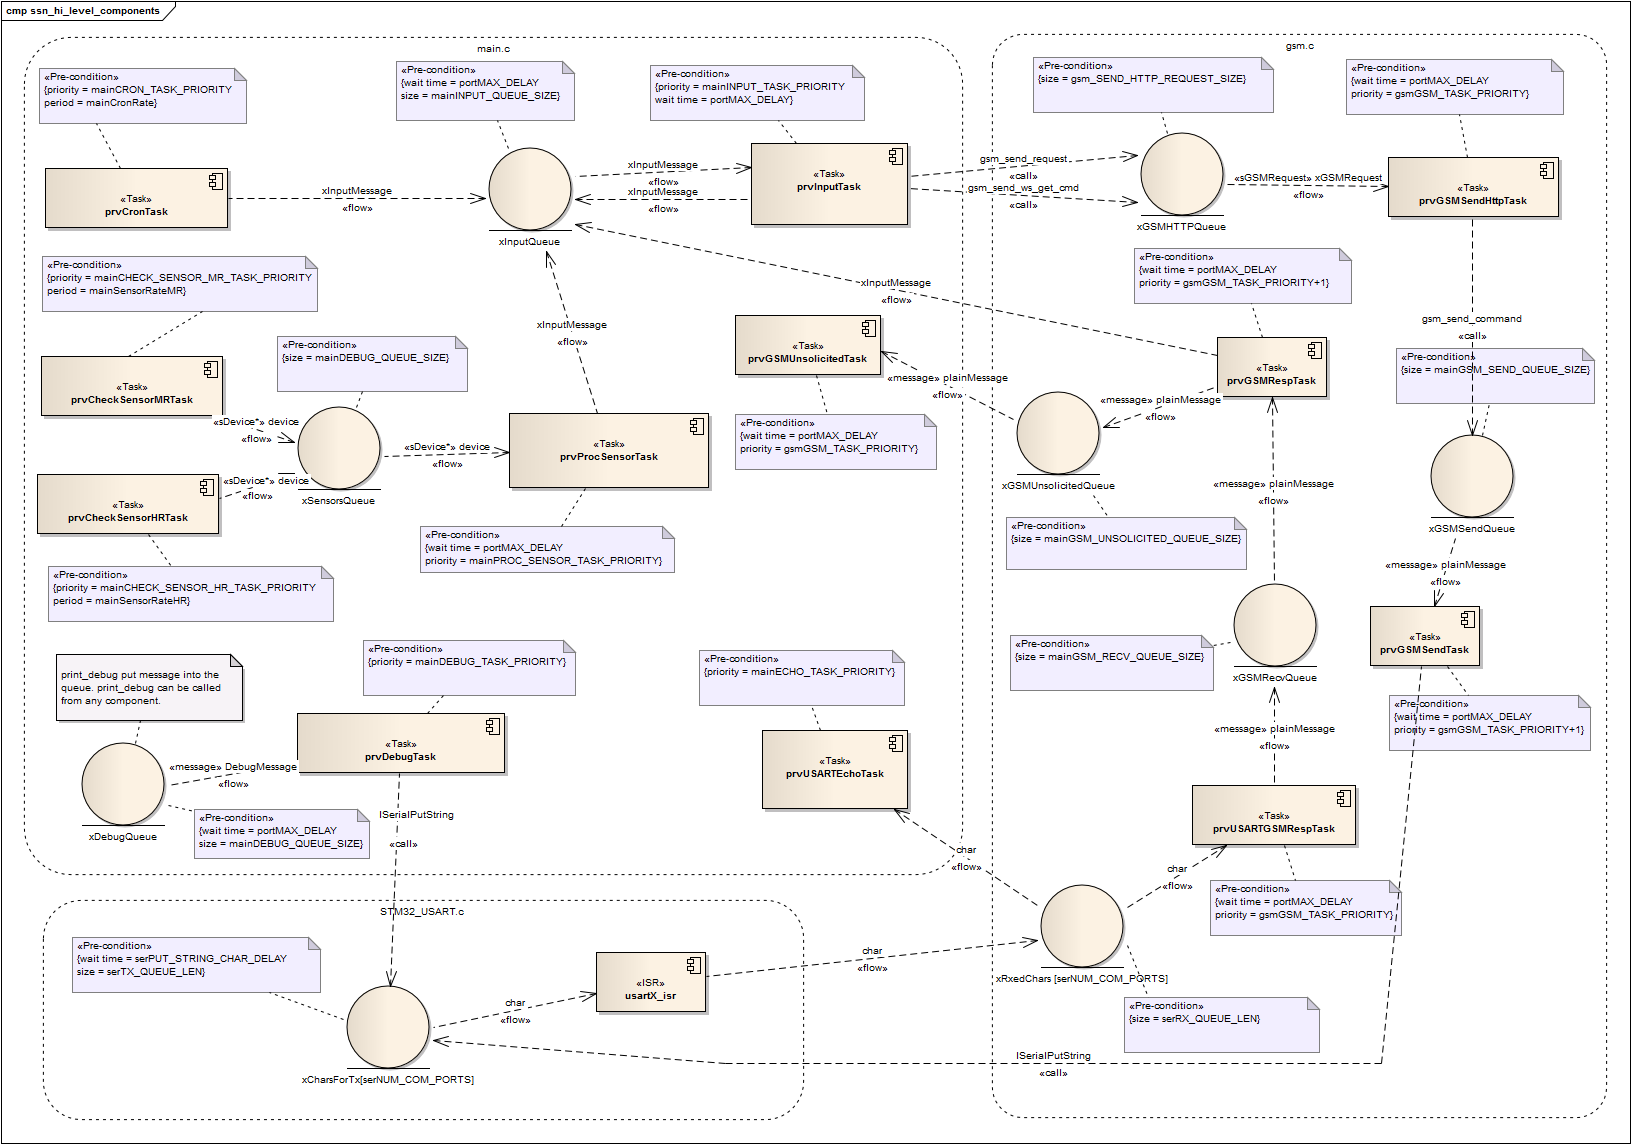 cmp ssn_hi_level_components
main.c
«Pre-condition»
{priority = mainCRON_TASK_PRIORITY
period = mainCronRate}
«Pre-condition»
{wait time = portMAX_DELAY
size = mainINPUT_QUEUE_SIZE}
«Pre-condition»
{priority = mainINPUT_TASK_PRIORITY
wait time = portMAX_DELAY}
«Task»
prvCronTask
xInputMessage
«flow»
xInputQueue
xInputMessage
«flow»
xInputMessage
«flow»
«Task»
prvInputTask
gsm_send_request
«call»
gsm_send_ws_get_cmd
«call»
gsm.c
«Pre-condition»
{size = gsm_SEND_HTTP_REQUEST_SIZE}
«Pre-condition»
{wait time = portMAX_DELAY
priority = gsmGSM_TASK_PRIORITY}
xGSMHTTPQueue
«sGSMRequest» xGSMRequest
«flow»
«Task»
prvGSMSendHttpTask
«Pre-condition»
{priority = mainCHECK_SENSOR_MR_TASK_PRIORITY
period = mainSensorRateMR}
«Task»
prvCheckSensorMRTask
«Pre-condition»
{size = mainDEBUG_QUEUE_SIZE}
xInputMessage
«flow»
xInputMessage
«flow»
«Pre-condition»
{wait time = portMAX_DELAY
priority = gsmGSM_TASK_PRIORITY+1}
«Task»
prvGSMUnsolicitedTask
«Task»
prvGSMRespTask
gsm_send_command
«call»
«Pre-condition»
{size = mainGSM_SEND_QUEUE_SIZE}
«message» plainMessage
«flow»
«message» plainMessage
«flow»
«sDevice*» device
«flow»
«sDevice*» device
«flow»
xSensorsQueue
«sDevice*» device
«flow»
«Task»
prvProcSensorTask
«Pre-condition»
{wait time = portMAX_DELAY
priority = gsmGSM_TASK_PRIORITY}
xGSMUnsolicitedQueue
«Pre-condition»
{size = mainGSM_UNSOLICITED_QUEUE_SIZE}
«message» plainMessage
«flow»
xGSMSendQueue
«Task»
prvCheckSensorHRTask
«Pre-condition»
{wait time = portMAX_DELAY
priority = mainPROC_SENSOR_TASK_PRIORITY}
«Pre-condition»
{priority = mainCHECK_SENSOR_HR_TASK_PRIORITY
period = mainSensorRateHR}
«message» plainMessage
«flow»
«Task»
prvGSMSendTask
«Pre-condition»
{size = mainGSM_RECV_QUEUE_SIZE}
xGSMRecvQueue
«Pre-condition»
{wait time = portMAX_DELAY
priority = gsmGSM_TASK_PRIORITY+1}
print_debug put message into the
queue. print_debug can be called
from any component.
«Pre-condition»
{priority = mainDEBUG_TASK_PRIORITY}
«Pre-condition»
{priority = mainECHO_TASK_PRIORITY}
«message» plainMessage
«flow»
«Task»
prvDebugTask
«message» DebugMessage
«flow»
xDebugQueue
«Pre-condition»
{wait time = portMAX_DELAY
size = mainDEBUG_QUEUE_SIZE}
lSerialPutString
«call»
«Task»
prvUSARTEchoTask
«Task»
prvUSARTGSMRespTask
char
«flow»
char
«flow»
«Pre-condition»
{wait time = portMAX_DELAY
priority = gsmGSM_TASK_PRIORITY}
STM32_USART.c
«Pre-condition»
{wait time = serPUT_STRING_CHAR_DELAY
size = serTX_QUEUE_LEN}
«ISR»
usartX_isr
char
«flow»
char
«flow»
xRxedChars [serNUM_COM_PORTS]
«Pre-condition»
{size = serRX_QUEUE_LEN}
xCharsForTx[serNUM_COM_PORTS]
lSerialPutString
«call»